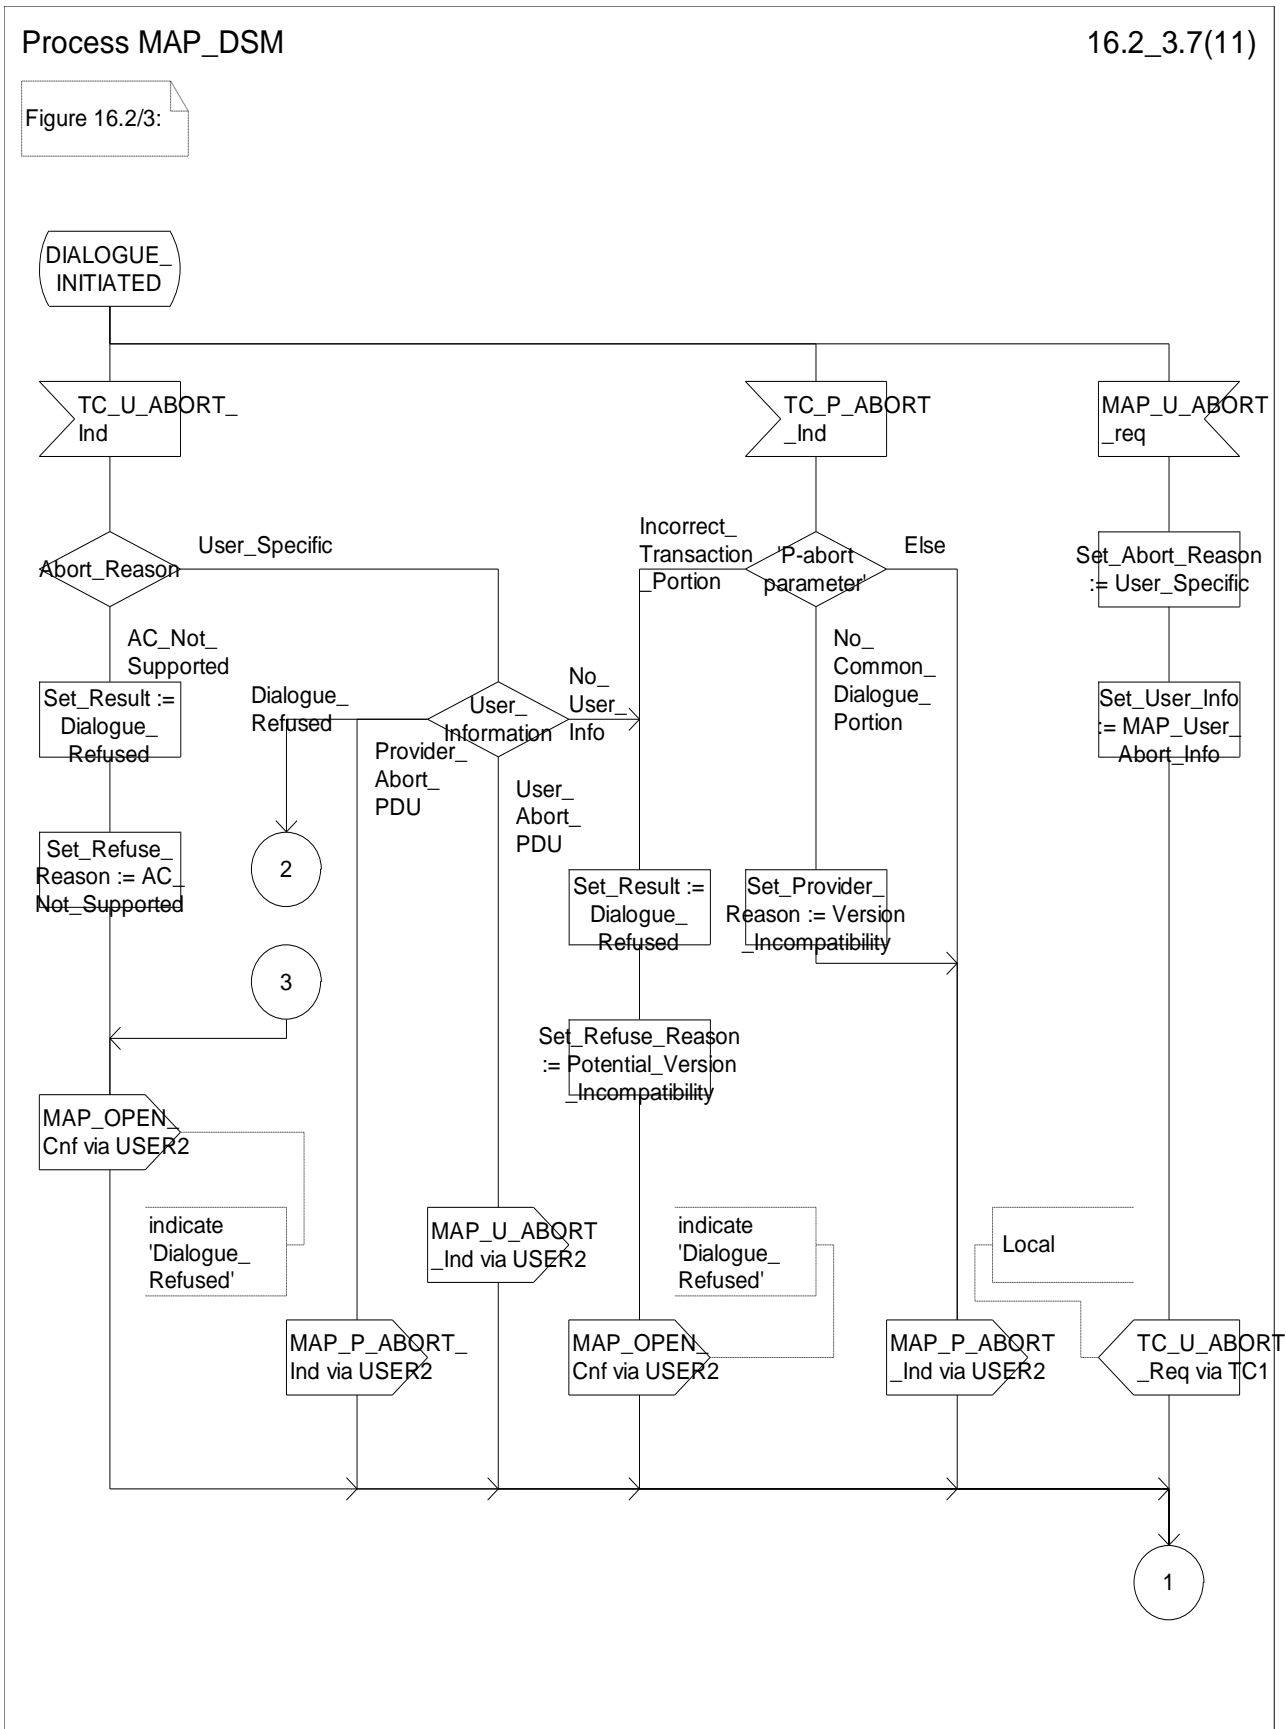 Process MAP_DSM
16.2_3.7(11)
Figure 16.2/3:
DIALOGUE_
INITIATED
TC_U_ABORT_
Ind
TC_P_ABORT
_Ind
MAP_U_ABORT
_req
Abort_Reason
User_Specific
Incorrect_
Transaction
_Portion
'P-abort
parameter'
Else
Set_Abort_Reason
:= User_Specific
AC_Not_
Supported
No_
Common_
Dialogue_
Portion
Set_Result :=
Dialogue_
Refused
Dialogue_
Refused
Provider_
Abort_
PDU
User_
Information
No_
User_
Info
User_
Abort_
PDU
Set_User_Info
:= MAP_User_
Abort_Info
Set_Refuse_
Reason := AC_
Not_Supported
2
Set_Result :=
Dialogue_
Refused
Set_Provider_
Reason := Version
_Incompatibility
3
Set_Refuse_Reason
:= Potential_Version
_Incompatibility
MAP_OPEN_
Cnf via USER2
indicate
'Dialogue_
Refused'
MAP_U_ABORT
_Ind via USER2
indicate
'Dialogue_
Refused'
Local
MAP_P_ABORT_
Ind via USER2
MAP_OPEN_
Cnf via USER2
MAP_P_ABORT
_Ind via USER2
TC_U_ABORT
_Req via TC1
1